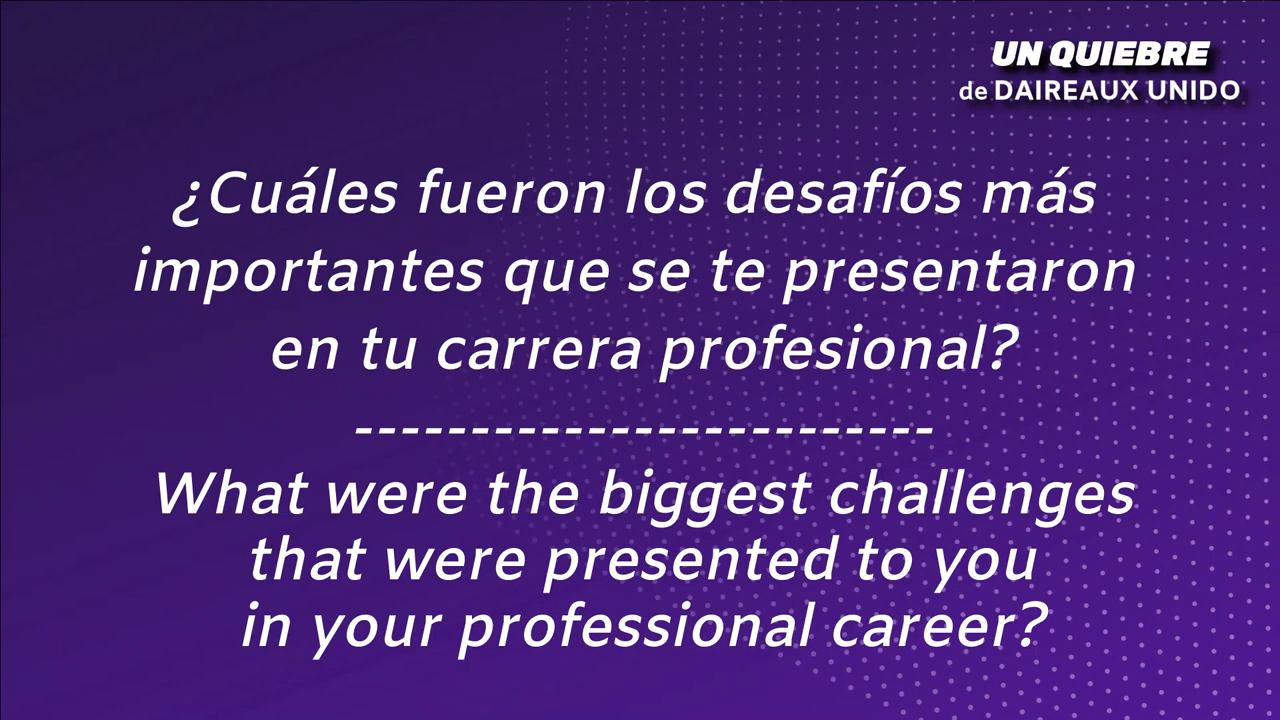 UN QUIEBRE
de DAIREAUX UNIDO
¿Cuáles fueron los desafíos más
importantes que se te presentaron
en tu carrera profesional?
-------------------------
What were the biggest challenges
that were presented to you
in your professional career?